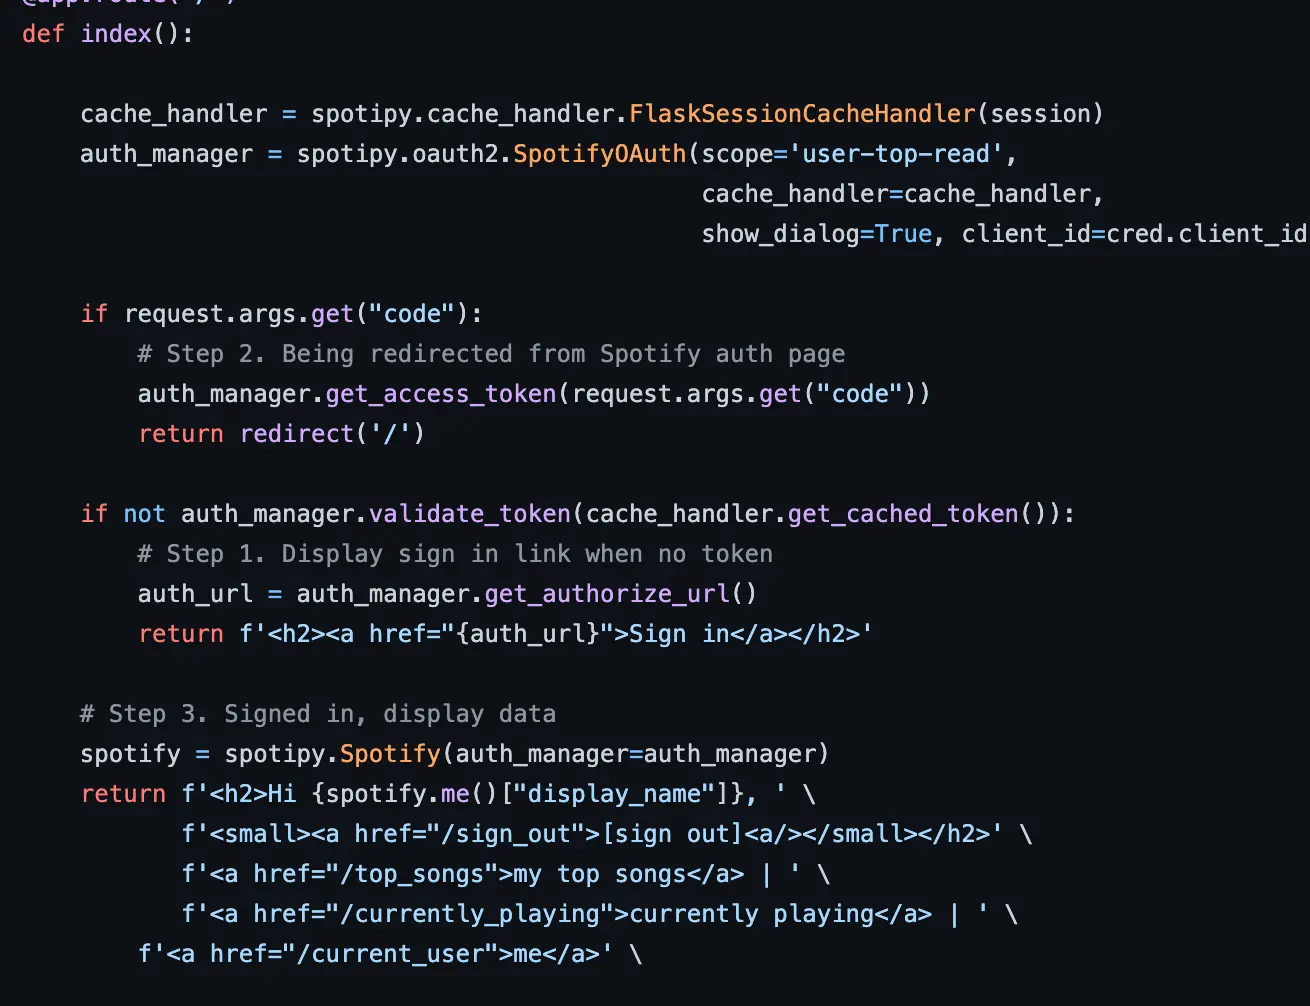 @app.route('/')
def index():
cache_handler = spotipy.cache_handler.FlaskSessionCacheHandler(session)
auth_manager = spotipy.oauth2.SpotifyOAuth(scope='user-top-read',
cache_handler=cache_handler,
show_dialog=True, client_id=cred.client_id
if request.args.get("code"):
# Step 2. Being redirected from Spotify auth page
auth_manager.get_access_token(request.args.get("code"))
return redirect('/')
if not auth_manager.validate_token(cache_handler.get_cached_token()):
# Step 1. Display sign in link when no token
auth_url = auth_manager.get_authorize_url()
return f'<h2><a href="{auth_url}">Sign in</a></h2>'
# Step 3. Signed in, display data
spotify = spotipy.Spotify(auth_manager=auth_manager)
return f'<h2>Hi {spotify.me()["display_name"]}, ' \
f'<small><a href="/sign_out">[sign out]<a/></small></h2>' \
f'<a href="/top_songs">my top songs</a> | ' \
f'<a href="/currently_playing">currently playing</a> | ' \
f'<a href="/current_user">me</a>' \